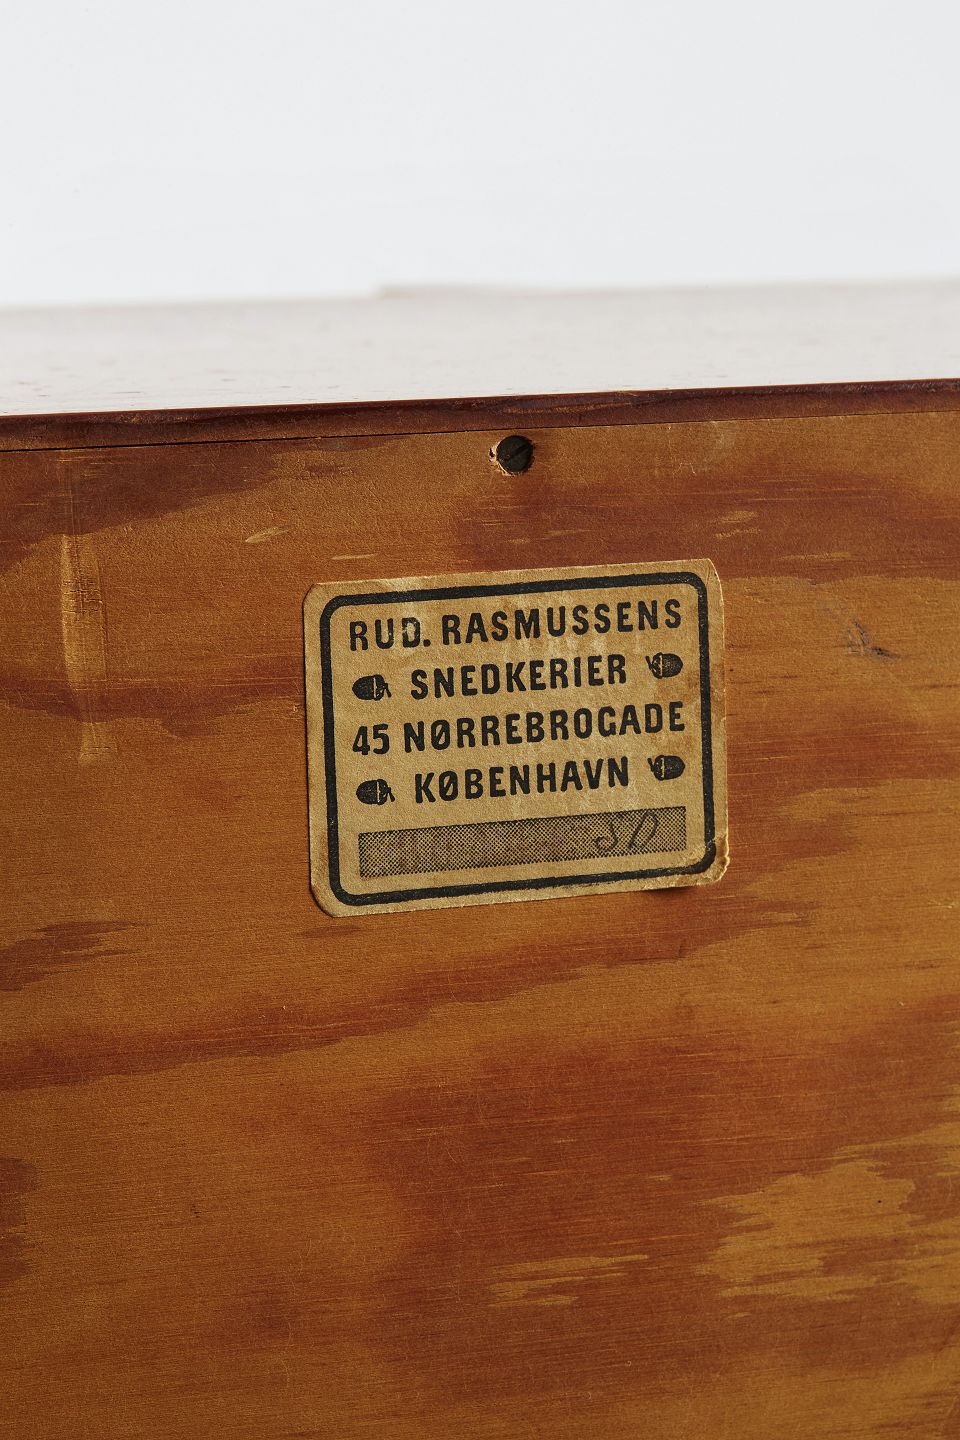 RUD. RASMUSSENS
SNEDKERIER
45 NØRREBROGADE
KØBENHAVN